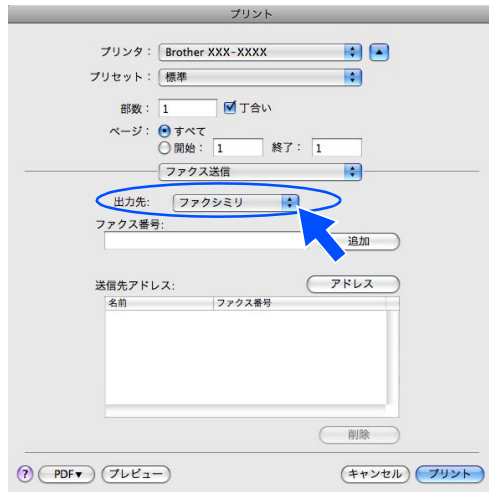 プリント
プリンタ： Brother XXX-XXXX
プリセット： 標準
部数： 1 丁合い
ページ： すべて
開始： 1 終了： 1
ファクス送信
出力先: ファクシミリ
ファクス番号:
追加
送信先アドレス: アドレス
名前 ファクス番号
削除
? PDF▼ プレビュー キャンセル プリント